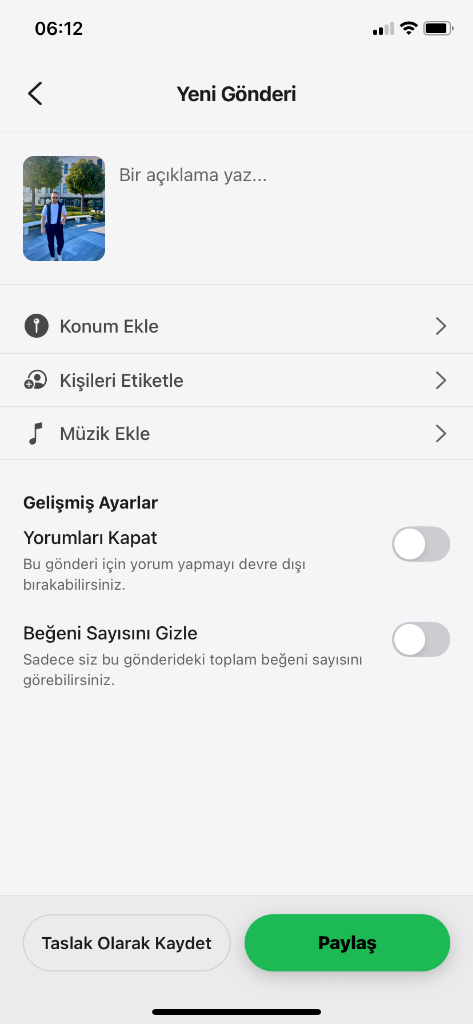 06:12
Yeni Gönderi
Bir açıklama yaz...
Konum Ekle
Kişileri Etiketle
Müzik Ekle
Gelişmiş Ayarlar
Yorumları Kapat
Bu gönderi için yorum yapmayı devre dışı
bırakabilirsiniz.
Beğeni Sayısını Gizle
Sadece siz bu gönderideki toplam beğeni sayısını
görebilirsiniz.
Taslak Olarak Kaydet
Paylaş